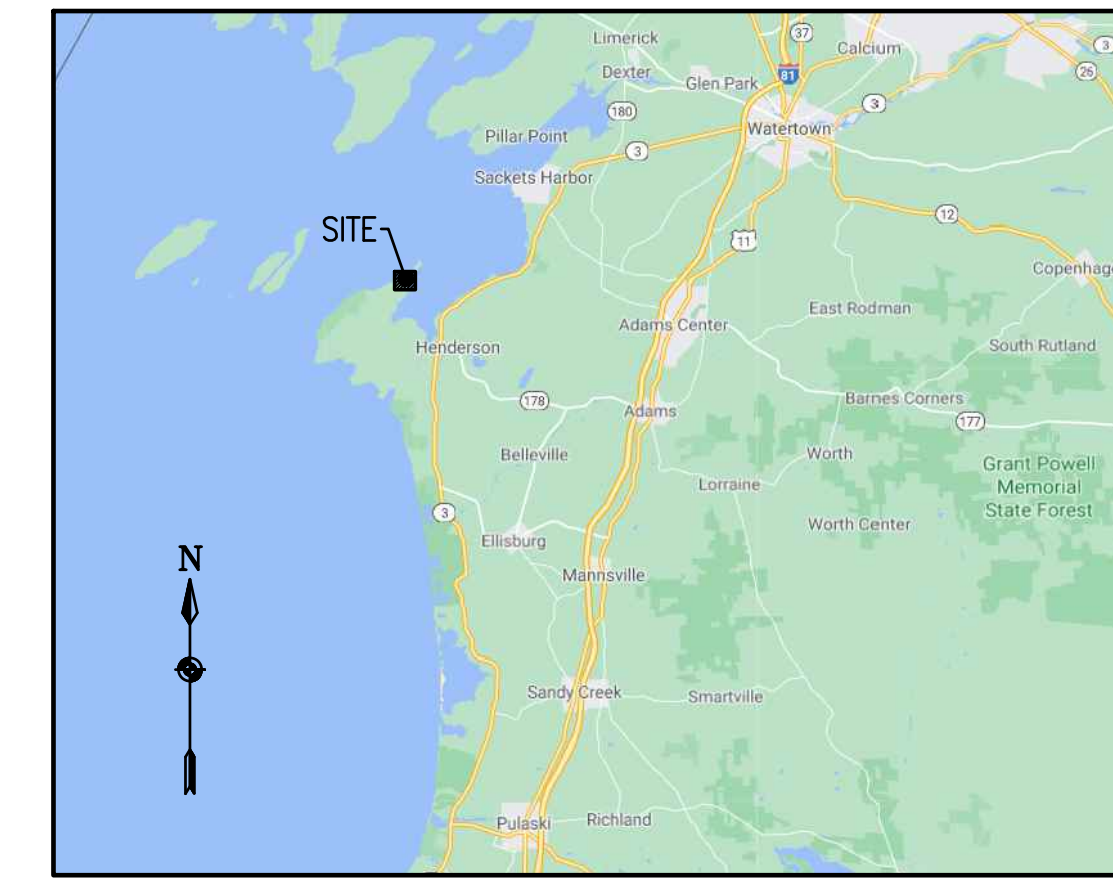 Limerick
37
Calcium
3
Dexter
Glen Park
81
26
180
3
Pillar Point
Watertown
3
Sackets Harbor
SITE
12
11
Copenhag
East Rodman
Adams Center
Henderson
South Rutland
178
Adams
Barnes Corners
177
Belleville
Worth
Grant Powell
Memorial
State Forest
Lorraine
3
Worth Center
Ellisburg
N
Mannsville
Sandy Creek
Smartville
Pulaski
Richland